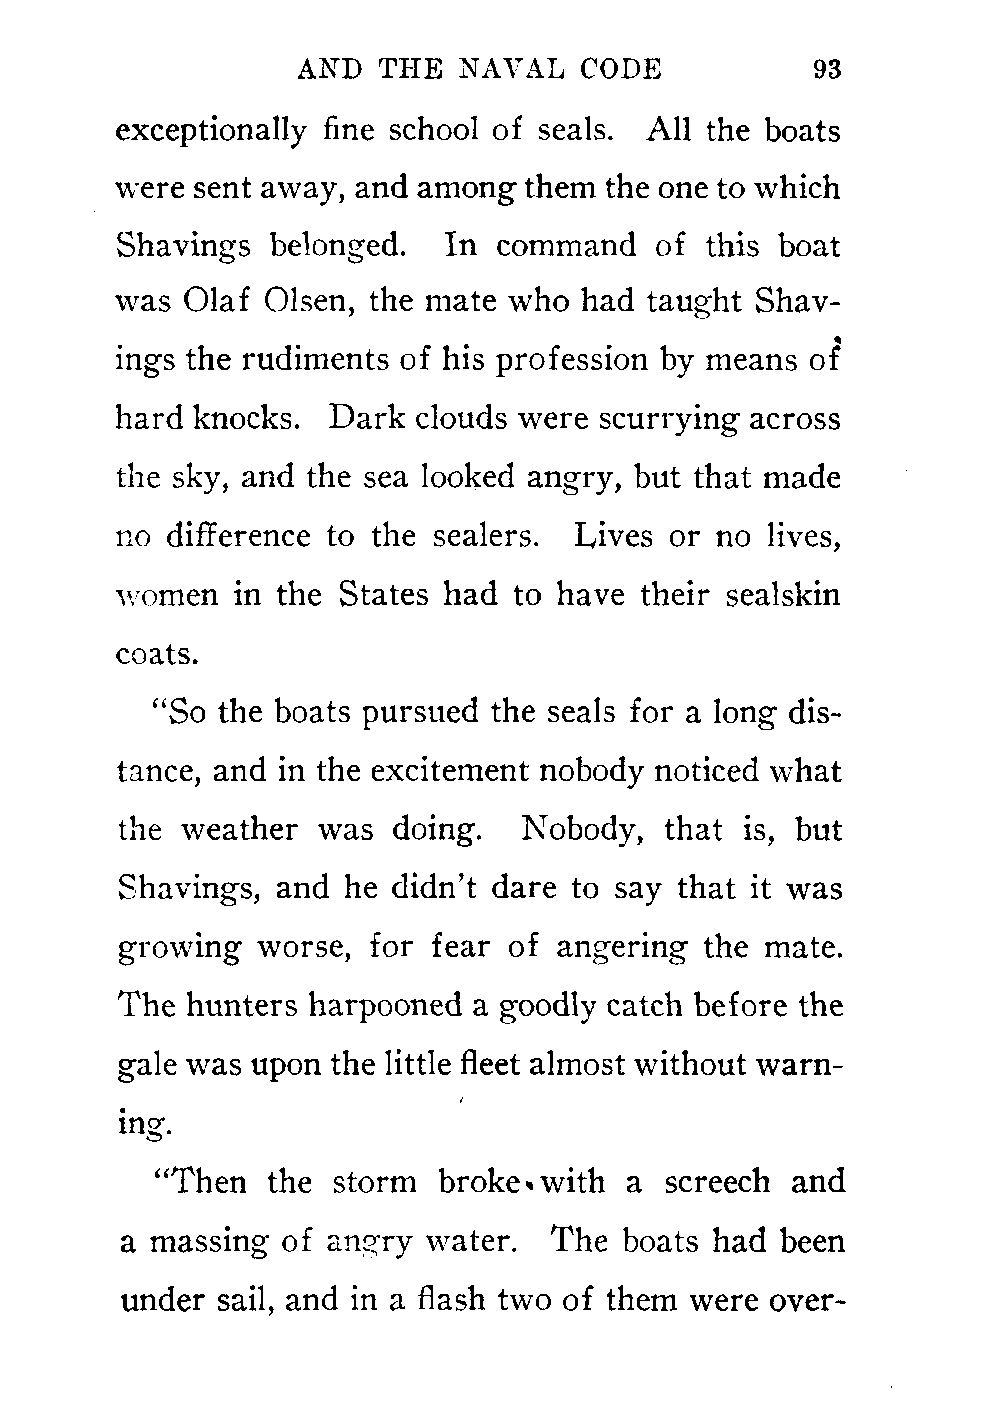 AND THE NAVAL CODE 93
exceptionally fine school of seals. All the boats
were sent away, and among them the one to which
Shavings belonged. In command of this boat
was Olaf Olsen, the mate who had taught Shav-
ings the rudiments of his profession by means of
hard knocks. Dark clouds were scurrying across
the sky, and the sea looked angry, but that made
no difference to the sealers. Lives or no lives,
women in the States had to have their sealskin
coats.
“So the boats pursued the seals for a long dis-
tance, and in the excitement nobody noticed what
the weather was doing. Nobody, that is, but
Shavings, and he didn’t dare to say that it was
growing worse, for fear of angering the mate.
The hunters harpooned a goodly catch before the
gale was upon the little fleet almost without warn-
ing.
“Then the storm broke with a screech and
a massing of angry water. The boats had been
under sail, and in a flash two of them were over-